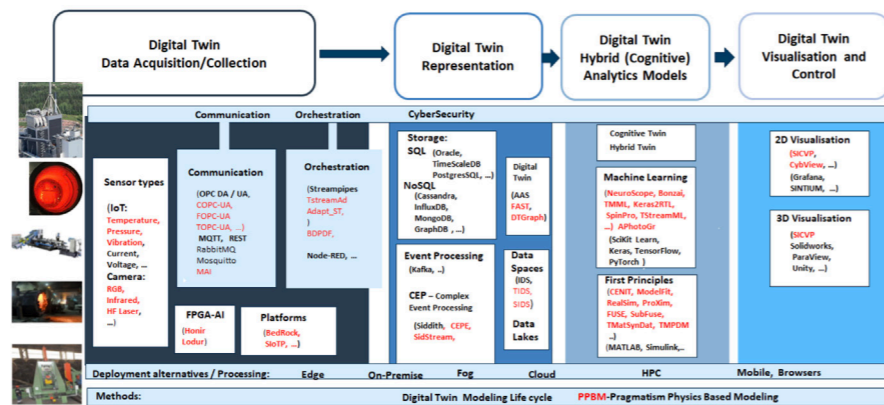 Digital Twin
Data Acquisition/Collection
Digital Twin
Representation
Digital Twin
Hybrid (Cognitive)
Analytics Models
Digital Twin
Visualisation and
Control
Communication
Orchestration
CyberSecurity
Sensor types
(IoT:
Temperature,
Pressure,
Vibration,
Current,
Voltage, ...
Camera:
RGB,
Infrared,
HF Laser,
...)
Communication
(OPC DA / UA,
COPC-UA,
FOPC-UA,
TOPC-UA, ...)
MQTT, REST
RabbitMQ
Mosquitto
MAI
Orchestration
(Streampipes
TstreamAd
Adapt_ST,
)
BDPDF,
Node-RED, ...
FPGA-AI
(Honir
Lodur)
Platforms
(BedRock,
SIoTP, ...)
Storage:
SQL (Oracle,
TimeScaleDB
PostgresSQL, ...)
NoSQL
(Cassandra,
InfluxDB,
MongoDB,
GraphDB , ...)
Event Processing
(Kafka, ..)
CEP – Complex
Event Processing
(Siddith, CEPE,
SidStream,
Digital
Twin
(AAS
FAST,
DTGraph)
Data
Spaces
(IDS,
TIDS,
SIDS)
Data
Lakes
Cognitive Twin
Hybrid Twin
Machine Learning
(NeuroScope, Bonzai,
TMML, Keras2RTL,
SpinPro, TStreamML,
...) APhotoGr
(SciKit Learn,
Keras, TensorFlow,
PyTorch )
First Principles
(CENIT, ModelFit,
RealSim, ProXim,
FUSE, SubFuse,
TMatSynDat, TMPDM
..)
(MATLAB, Simulink,..
2D Visualisation
(SICVP,
CybView, ...)
(Grafana,
SINTIUM, ...)
3D Visualisation
(SICVP
Solidworks,
ParaView,
Unity, ...)
Deployment alternatives / Processing: Edge On-Premise Fog Cloud HPC Mobile, Browsers
Methods: Digital Twin Modeling Life cycle PPBM-Pragmatism Physics Based Modeling